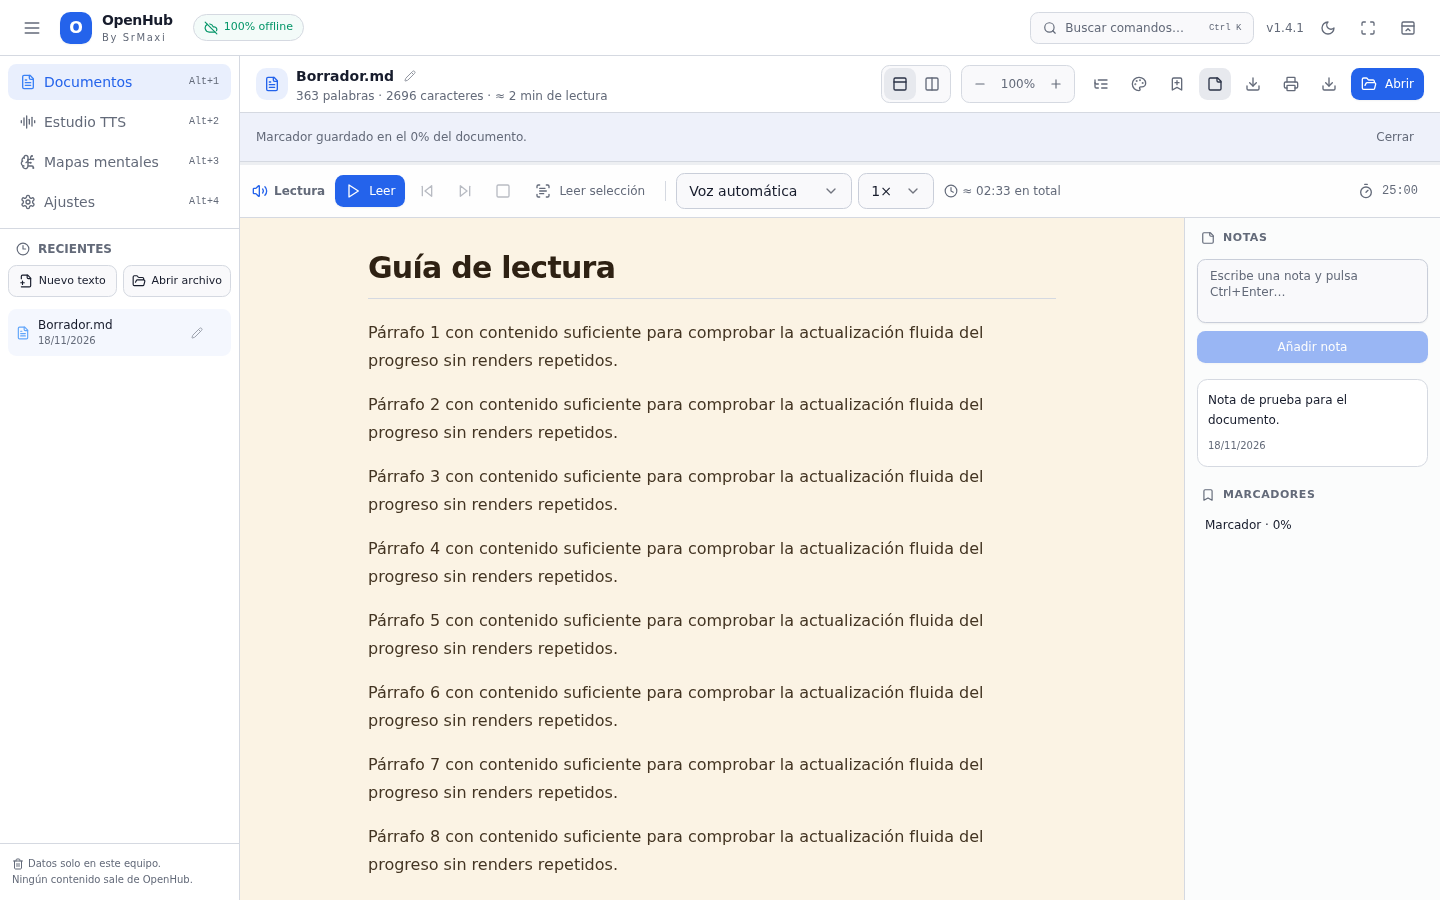 O
OpenHub
By SrMaxi
100% offline
Buscar comandos...
Ctrl K
v1.4.1
Documentos
Alt+1
Estudio TTS
Alt+2
Mapas mentales
Alt+3
Ajustes
Alt+4
RECIENTES
Nuevo texto
Abrir archivo
Borrador.md
18/11/2026
Datos solo en este equipo.
Ningún contenido sale de OpenHub.
Borrador.md
363 palabras · 2696 caracteres · ≈ 2 min de lectura
100%
Abrir
Marcador guardado en el 0% del documento.
Cerrar
Lectura
Leer
Leer selección
Voz automática
1×
≈ 02:33 en total
25:00
Guía de lectura
Párrafo 1 con contenido suficiente para comprobar la actualización fluida del
progreso sin renders repetidos.
Párrafo 2 con contenido suficiente para comprobar la actualización fluida del
progreso sin renders repetidos.
Párrafo 3 con contenido suficiente para comprobar la actualización fluida del
progreso sin renders repetidos.
Párrafo 4 con contenido suficiente para comprobar la actualización fluida del
progreso sin renders repetidos.
Párrafo 5 con contenido suficiente para comprobar la actualización fluida del
progreso sin renders repetidos.
Párrafo 6 con contenido suficiente para comprobar la actualización fluida del
progreso sin renders repetidos.
Párrafo 7 con contenido suficiente para comprobar la actualización fluida del
progreso sin renders repetidos.
Párrafo 8 con contenido suficiente para comprobar la actualización fluida del
progreso sin renders repetidos.
NOTAS
Escribe una nota y pulsa
Ctrl+Enter...
Añadir nota
Nota de prueba para el
documento.
18/11/2026
MARCADORES
Marcador · 0%